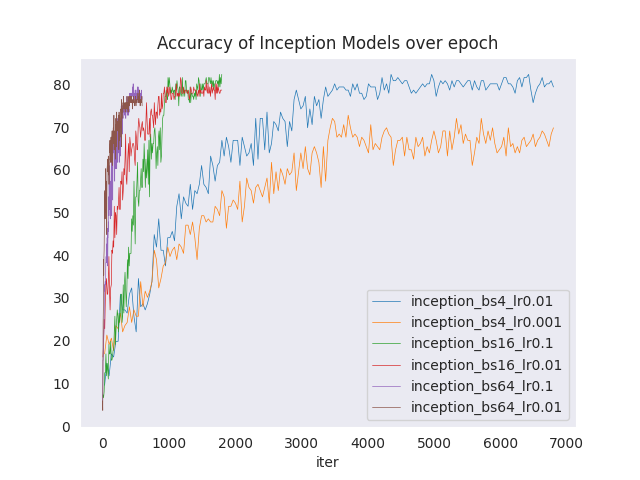 Accuracy of Inception Models over epoch
80
70
60
50
40
30
20
10
0
0 1000 2000 3000 4000 5000 6000 7000
iter
inception_bs4_lr0.01
inception_bs4_lr0.001
inception_bs16_lr0.1
inception_bs16_lr0.01
inception_bs64_lr0.1
inception_bs64_lr0.01